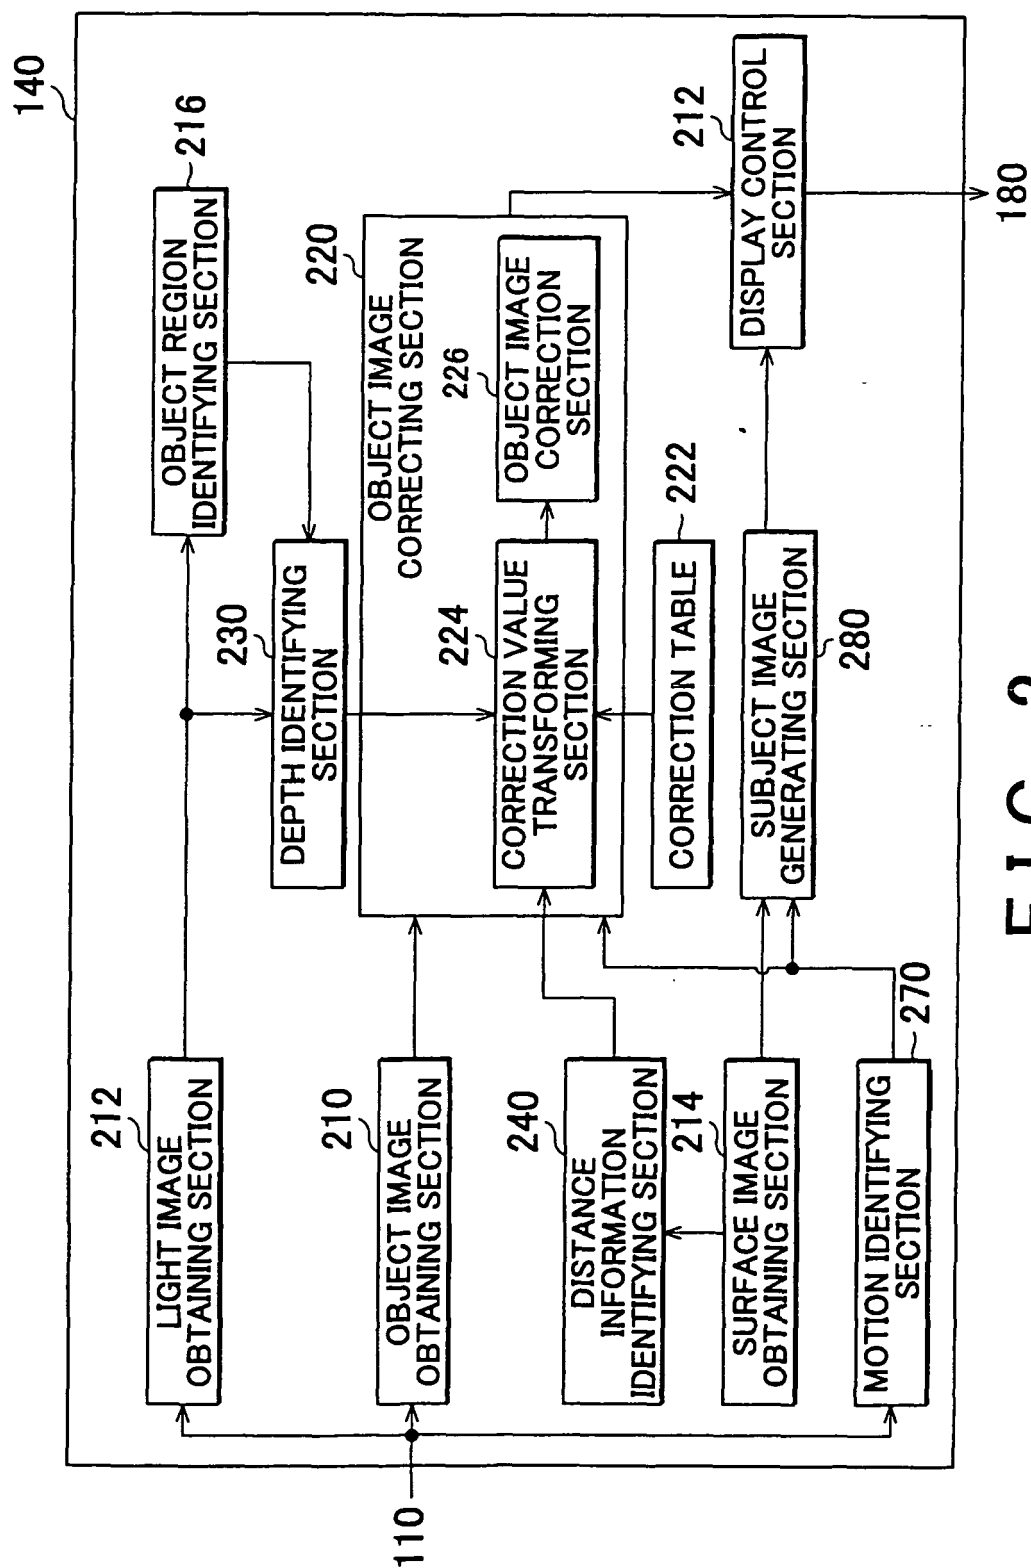 140
212
LIGHT IMAGE
OBTAINING SECTION
216
OBJECT REGION
IDENTIFYING SECTION
230
DEPTH IDENTIFYING
SECTION
110
210
OBJECT IMAGE
OBTAINING SECTION
220
OBJECT IMAGE
CORRECTING SECTION
224
CORRECTION VALUE
TRANSFORMING
SECTION
226
OBJECT IMAGE
CORRECTION
SECTION
240
DISTANCE
INFORMATION
IDENTIFYING SECTION
222
CORRECTION TABLE
214
SURFACE IMAGE
OBTAINING SECTION
SUBJECT IMAGE
GENERATING SECTION
280
212
DISPLAY CONTROL
SECTION
270
MOTION IDENTIFYING
SECTION
180